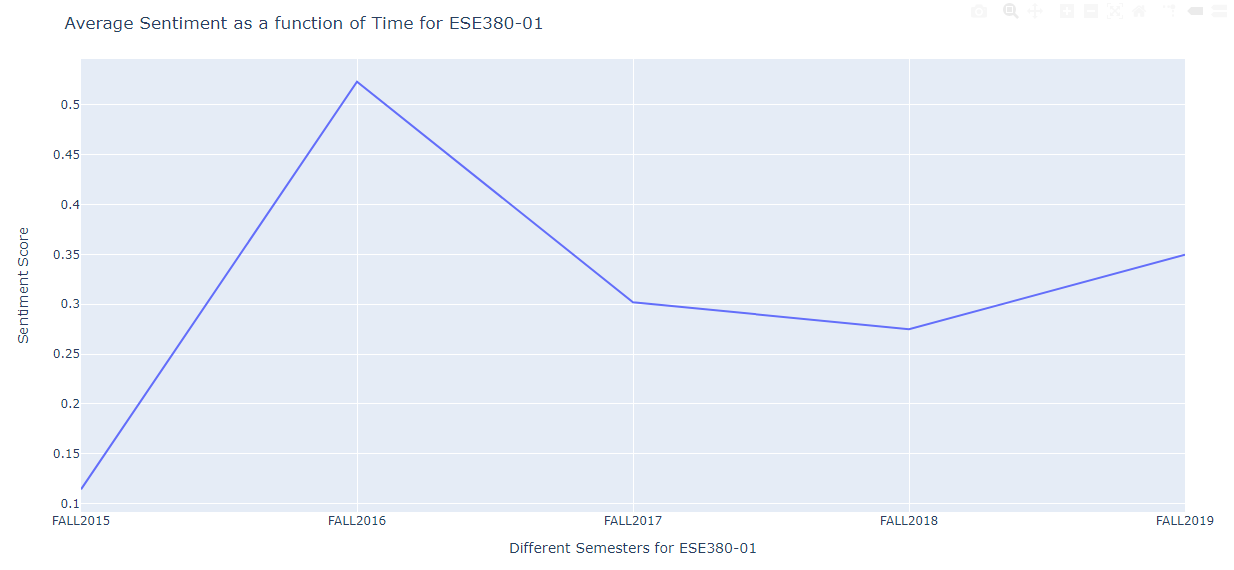 Average Sentiment as a function of Time for ESE380-01
Sentiment Score
0.5
0.45
0.4
0.35
0.3
0.25
0.2
0.15
0.1
FALL2015 FALL2016 FALL2017 FALL2018 FALL2019
Different Semesters for ESE380-01